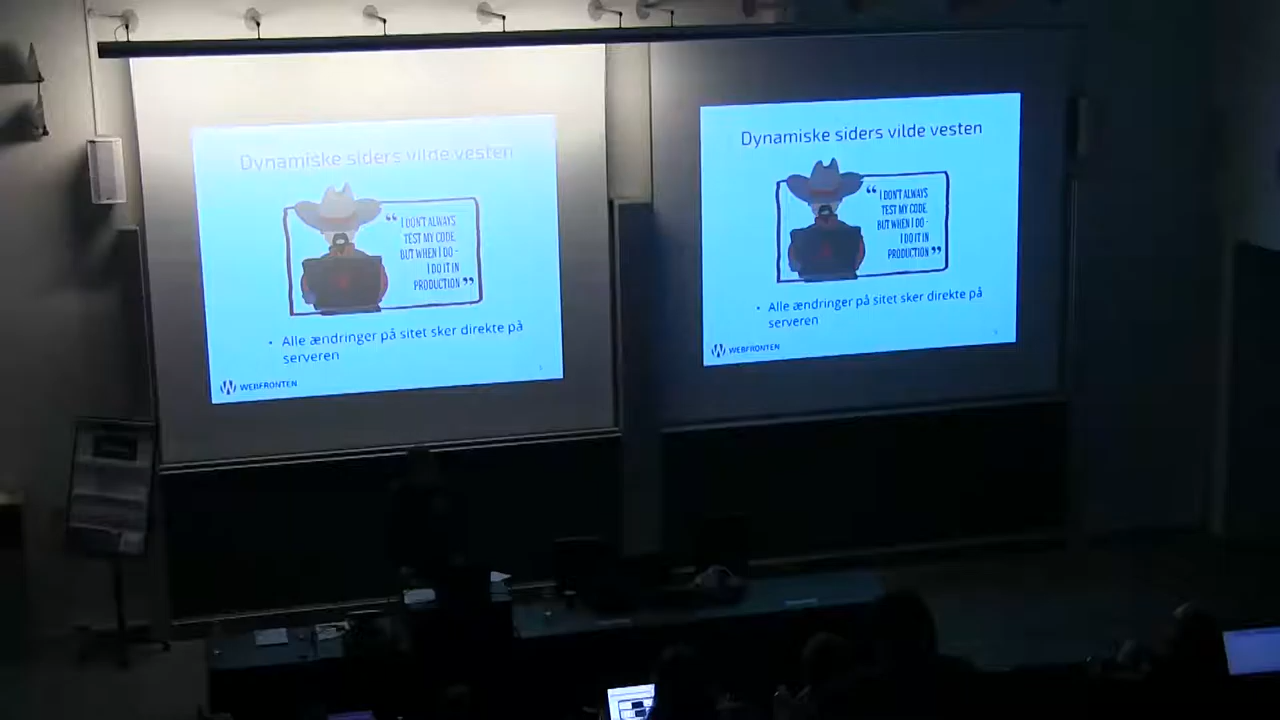 Dynamiske siders vilde vesten
“ I DON'T ALWAYS
TEST MY CODE.
BUT WHEN I DO -
I DO IT IN
PRODUCTION ”
• Alle ændringer på sitet sker direkte på
serveren
WEBFRONTEN
Dynamiske siders vilde vesten
“ I DON'T ALWAYS
TEST MY CODE.
BUT WHEN I DO -
I DO IT IN
PRODUCTION ”
• Alle ændringer på sitet sker direkte på
serveren
WEBFRONTEN